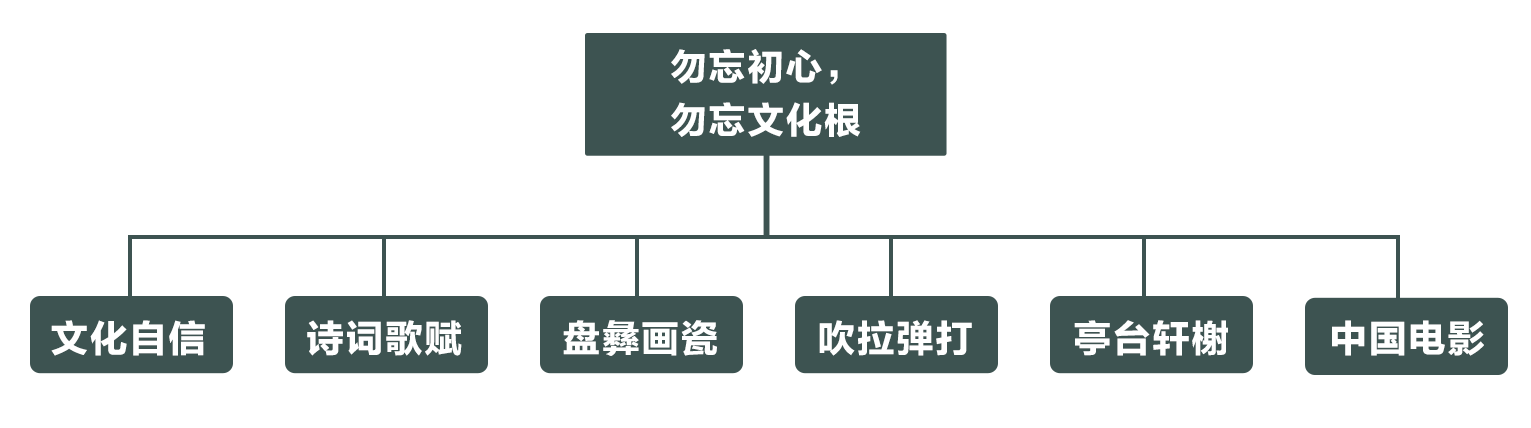 勿忘初心，
勿忘文化根
文化自信
诗词歌赋
盘彝画瓷
吹拉弹打
亭台轩榭
中国电影